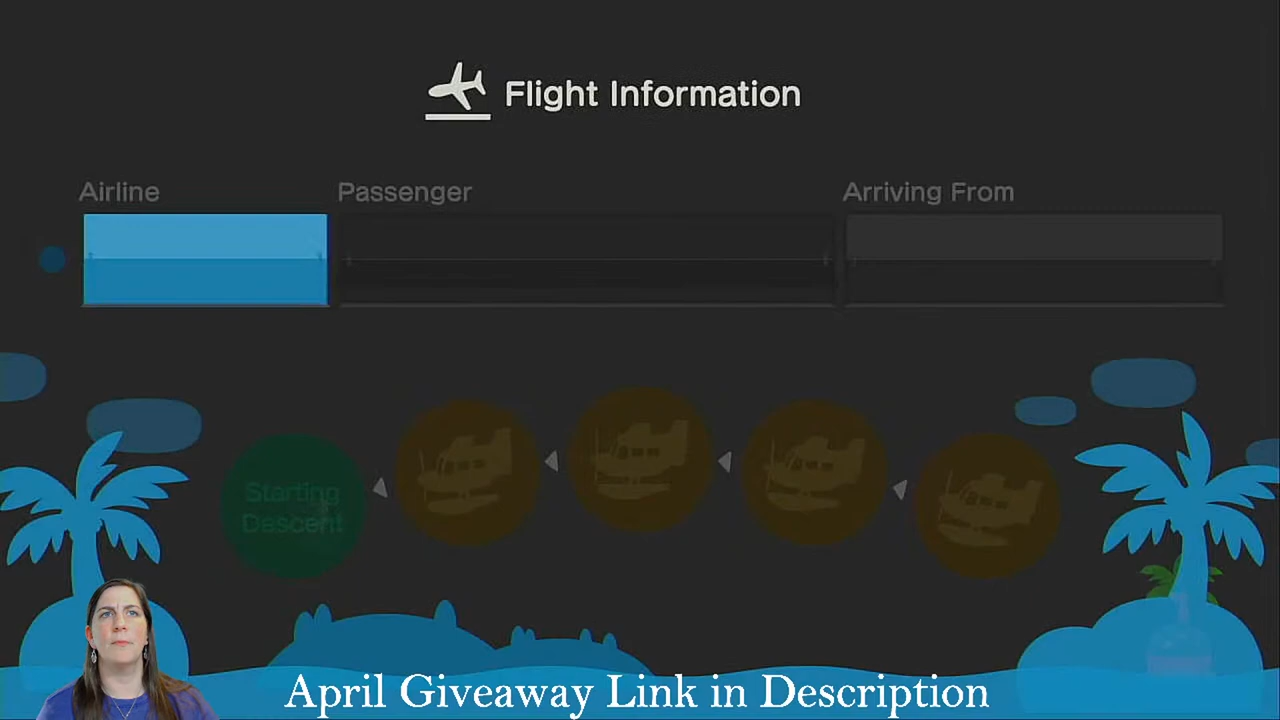 Flight Information
Airline
Passenger
Arriving From
Starting
Descent
April Giveaway Link in Description